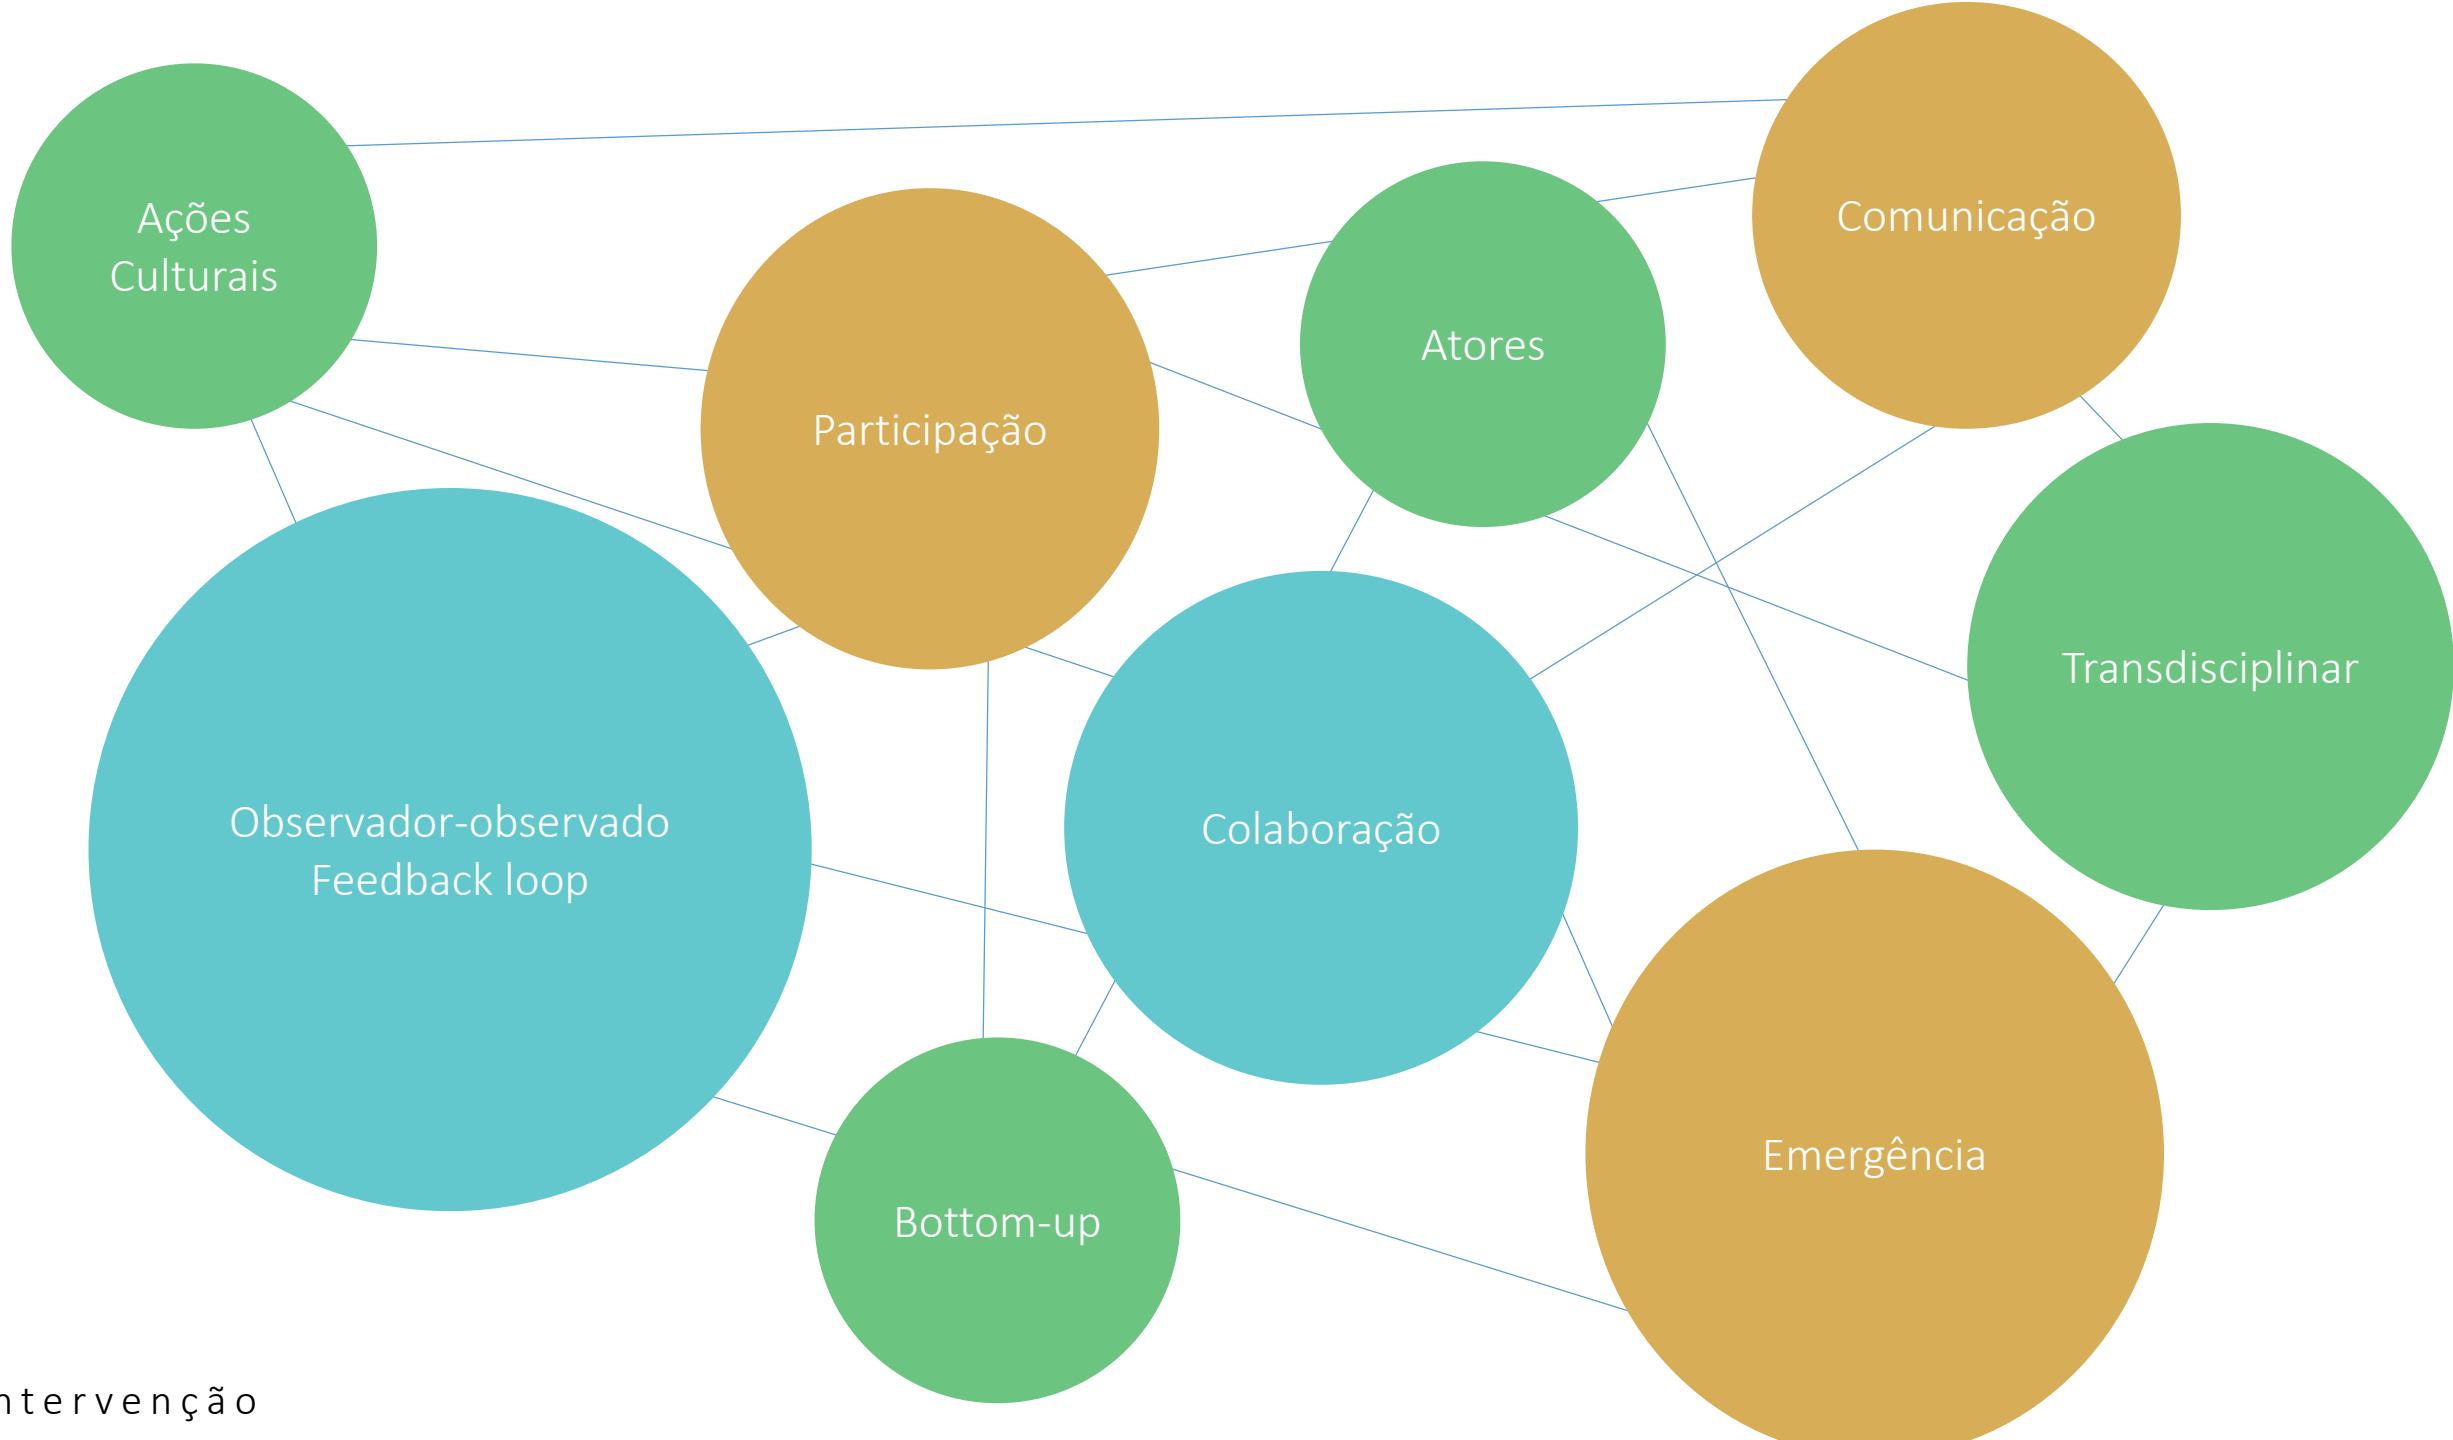 Ações
Culturais
Comunicação
Atores
Participação
Transdisciplinar
Observador-observado
Feedback loop
Colaboração
Emergência
Bottom-up
ntervenção